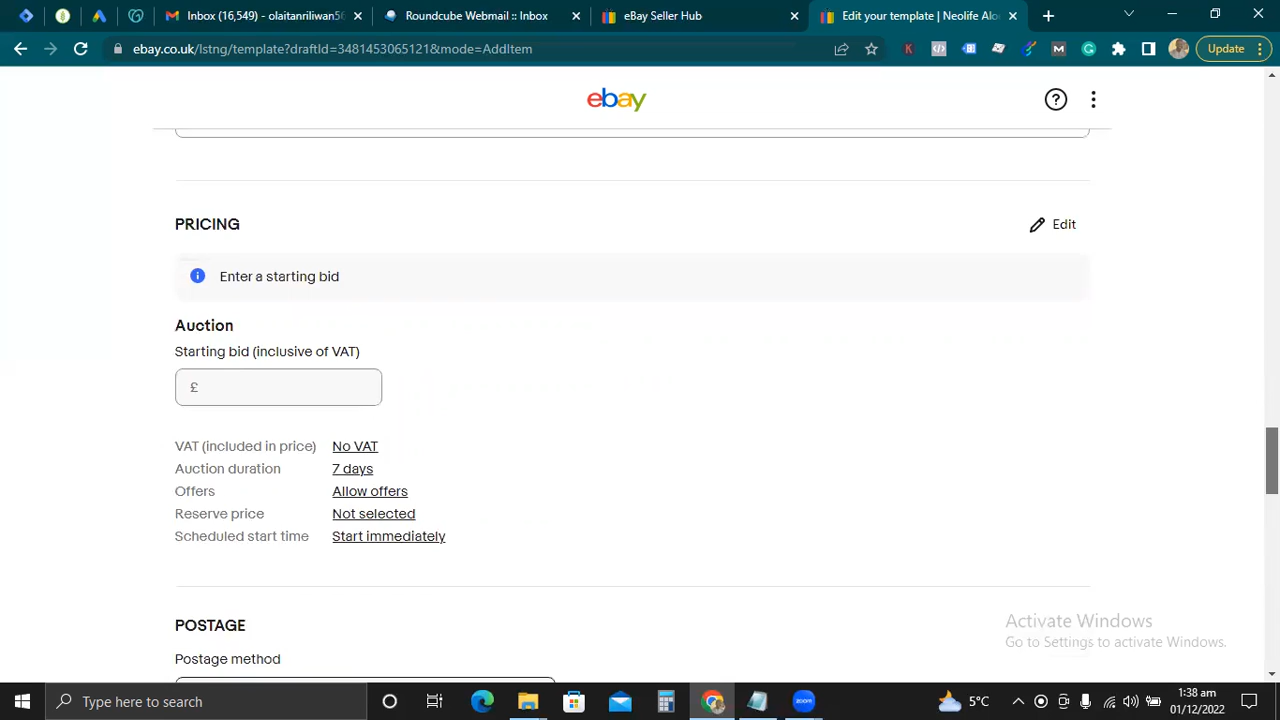 Inbox (16,549) - olaitanriliwan56
Roundcube Webmail :: Inbox
eBay Seller Hub
Edit your template | Neolife Alo
ebay.co.uk/lstng/template?draftId=3481453065121&mode=AddItem
Update
ebay
PRICING
Edit
Enter a starting bid
Auction
Starting bid (inclusive of VAT)
£
VAT (included in price) No VAT
Auction duration 7 days
Offers Allow offers
Reserve price Not selected
Scheduled start time Start immediately
POSTAGE
Postage method
Activate Windows
Go to Settings to activate Windows.
Type here to search
zoom
5°C
1:38 am
01/12/2022